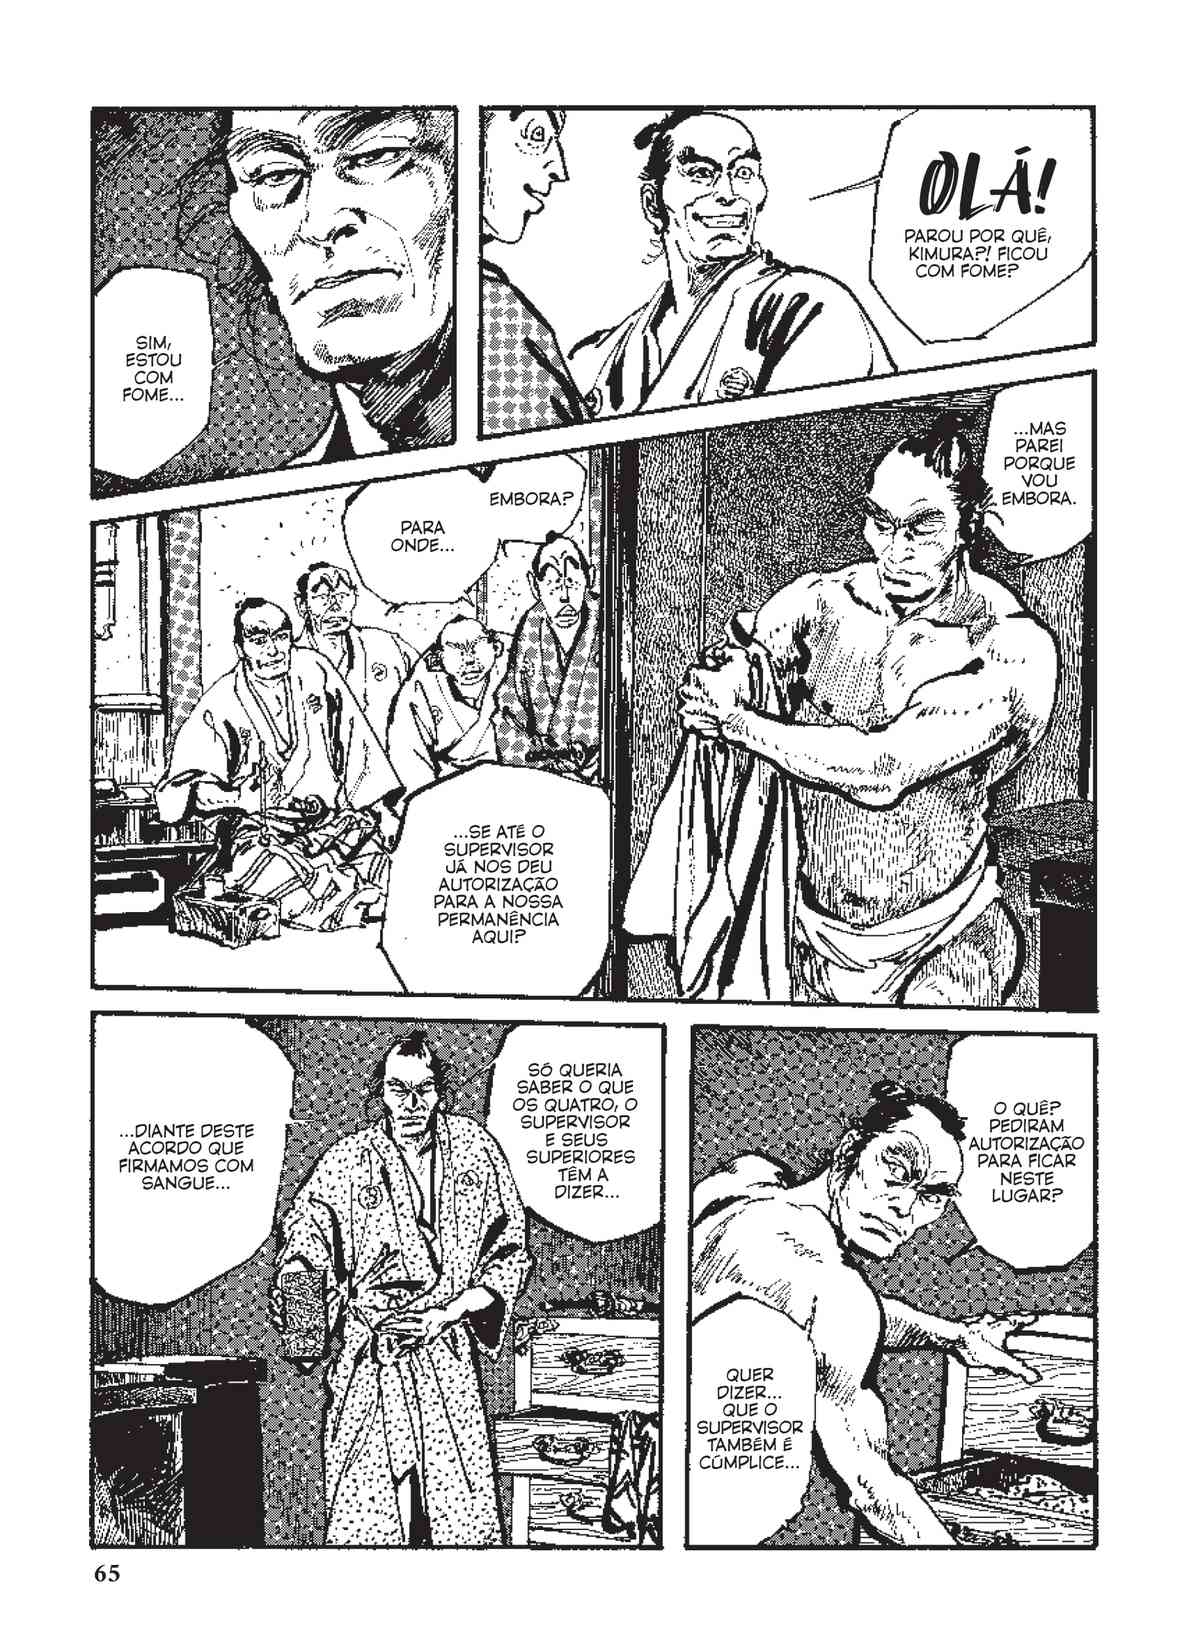 OLÁ!
PAROU POR QUÊ,
KIMURA?! FICOU
COM FOME?
SIM,
ESTOU
COM
FOME...
...MAS
PAREI
PORQUE
VOU
EMBORA.
EMBORA?
PARA
ONDE...
...SE ATÉ O
SUPERVISOR
JÁ NOS DEU
AUTORIZAÇÃO
PARA A NOSSA
PERMANÊNCIA
AQUI?
O QUÊ?
PEDIRAM
AUTORIZAÇÃO
PARA FICAR
NESTE
LUGAR?
QUER
DIZER...
QUE O
SUPERVISOR
TAMBÉM É
CÚMPLICE...
SÓ QUERIA
SABER O QUE
OS QUATRO, O
SUPERVISOR
E SEUS
SUPERIORES
TÊM A
DIZER...
...DIANTE DESTE
ACORDO QUE
FIRMAMOS COM
SANGUE...
65